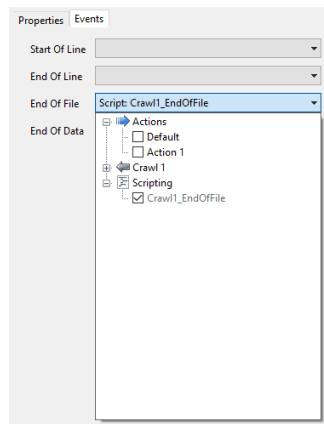 Properties Events
Start Of Line
End Of Line
End Of File Script: Crawl1_EndOfFile
End Of Data
Actions
Default
Action 1
Crawl 1
Scripting
Crawl1_EndOfFile